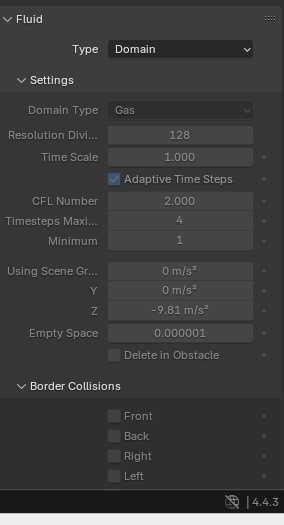 Fluid
Type Domain
Settings
Domain Type Gas
Resolution Divi... 128
Time Scale 1.000
Adaptive Time Steps
CFL Number 2.000
Timesteps Maxi... 4
Minimum 1
Using Scene Gr... 0 m/s²
Y 0 m/s²
Z -9.81 m/s²
Empty Space 0.000001
Delete in Obstacle
Border Collisions
Front
Back
Right
Left
4.4.3